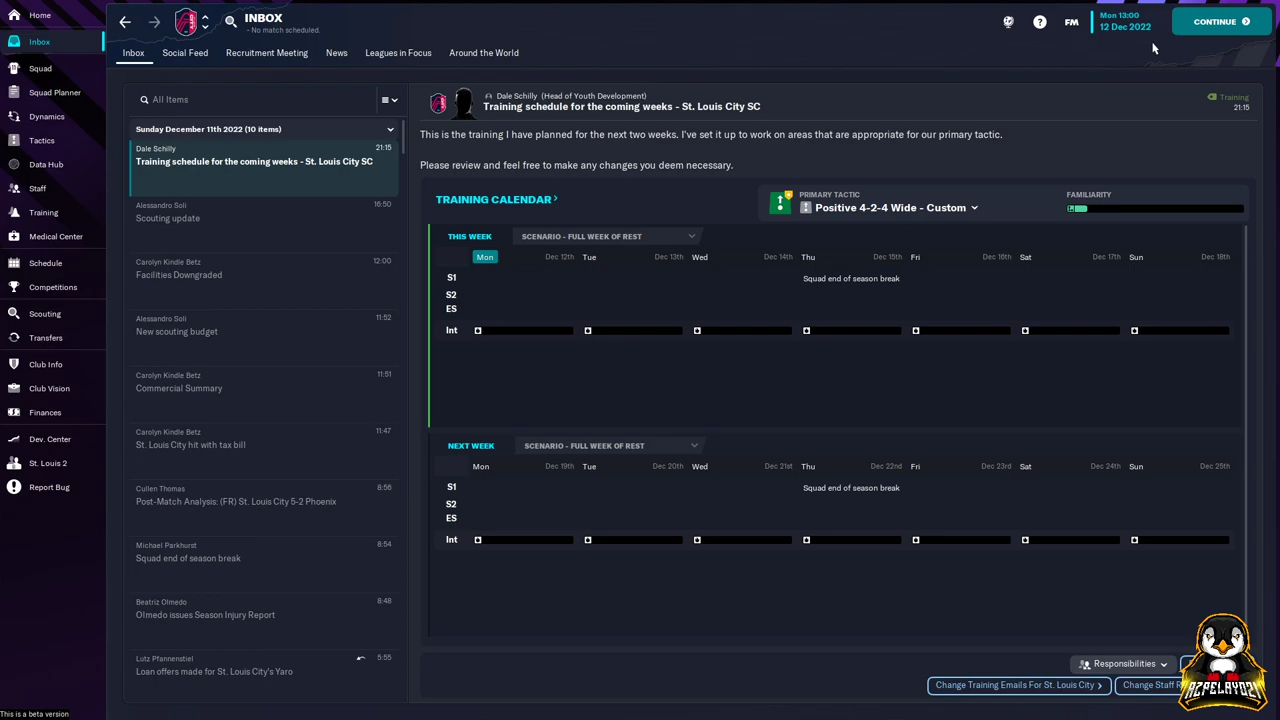 Home
Inbox
Squad
Squad Planner
Dynamics
Tactics
Data Hub
Staff
Training
Medical Center
Schedule
Competitions
Scouting
Transfers
Club Info
Club Vision
Finances
Dev. Center
St. Louis 2
Report Bug
This is a beta version
INBOX
- No match scheduled.
FM
Mon 13:00
12 Dec 2022
CONTINUE
Inbox
Social Feed
Recruitment Meeting
News
Leagues in Focus
Around the World
All Items
Sunday December 11th 2022 (10 items)
Dale Schilly 21:15
Training schedule for the coming weeks - St. Louis City SC
Alessandro Soli 16:50
Scouting update
Carolyn Kindle Betz 12:00
Facilities Downgraded
Alessandro Soli 11:52
New scouting budget
Carolyn Kindle Betz 11:51
Commercial Summary
Carolyn Kindle Betz 11:47
St. Louis City hit with tax bill
Cullen Thomas 8:56
Post-Match Analysis: (FR) St. Louis City 5-2 Phoenix
Michael Parkhurst 8:54
Squad end of season break
Beatriz Olmedo 8:48
Olmedo issues Season Injury Report
Lutz Pfannenstiel 5:55
Loan offers made for St. Louis City's Yaro
Dale Schilly (Head of Youth Development)
Training schedule for the coming weeks - St. Louis City SC
Training
21:15
This is the training I have planned for the next two weeks. I've set it up to work on areas that are appropriate for our primary tactic.
Please review and feel free to make any changes you deem necessary.
TRAINING CALENDAR
PRIMARY TACTIC
Positive 4-2-4 Wide - Custom
FAMILIARITY
THIS WEEK SCENARIO - FULL WEEK OF REST
Mon Dec 12th Tue Dec 13th Wed Dec 14th Thu Dec 15th Fri Dec 16th Sat Dec 17th Sun Dec 18th
S1 Squad end of season break
S2
ES
Int
NEXT WEEK SCENARIO - FULL WEEK OF REST
Mon Dec 19th Tue Dec 20th Wed Dec 21st Thu Dec 22nd Fri Dec 23rd Sat Dec 24th Sun Dec 25th
S1 Squad end of season break
S2
ES
Int
Responsibilities
Change Training Emails For St. Louis City
Change Staff